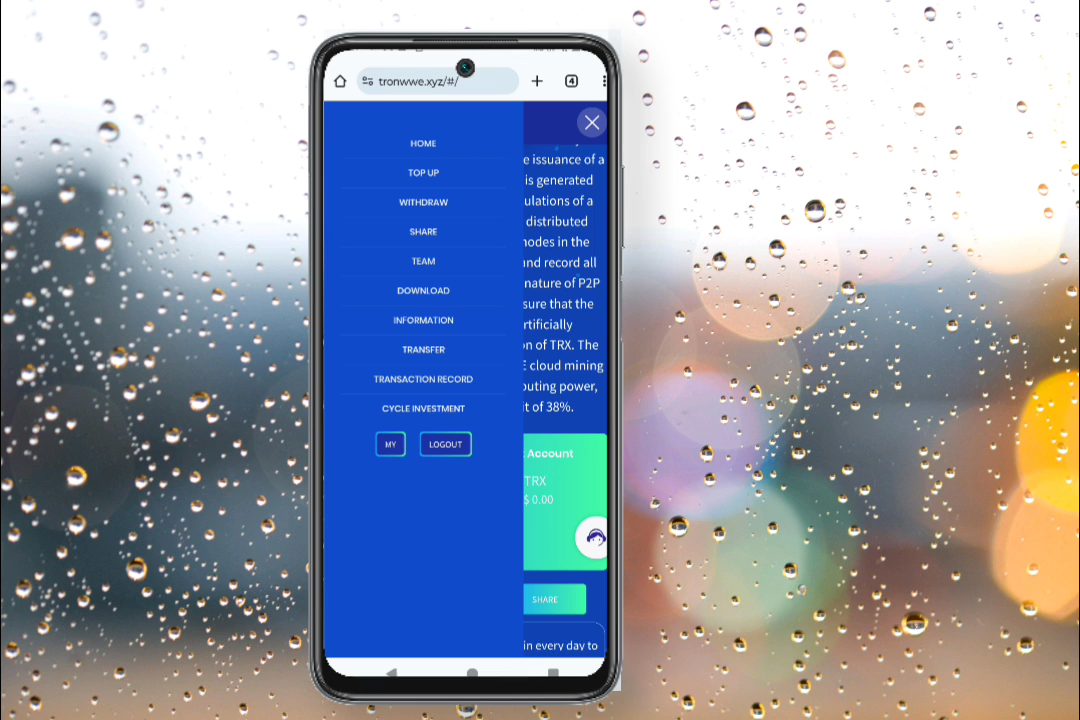 tronwwe.xyz/#/
4
HOME
TOP UP
WITHDRAW
SHARE
TEAM
DOWNLOAD
INFORMATION
TRANSFER
TRANSACTION RECORD
CYCLE INVESTMENT
MY
LOGOUT
e issuance of a
is generated
ulations of a
distributed
nodes in the
and record all
nature of P2P
sure that the
rtificially
on of TRX. The
E cloud mining
puting power,
it of 38%.
Account
TRX
$ 0.00
SHARE
in every day to